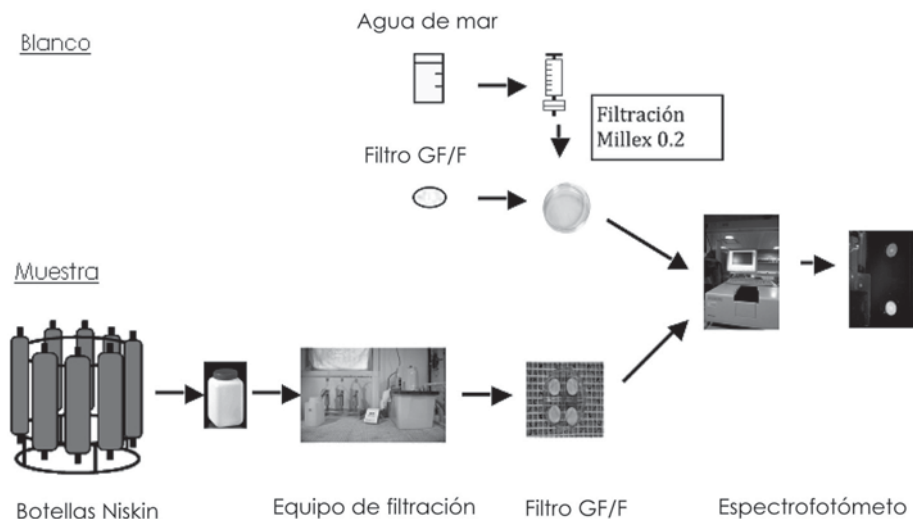 Agua de mar
Blanco
Filtración
Millex 0.2
Filtro GF/F
Muestra
Botellas Niskin
Equipo de filtración
Filtro GF/F
Espectrofotómeto